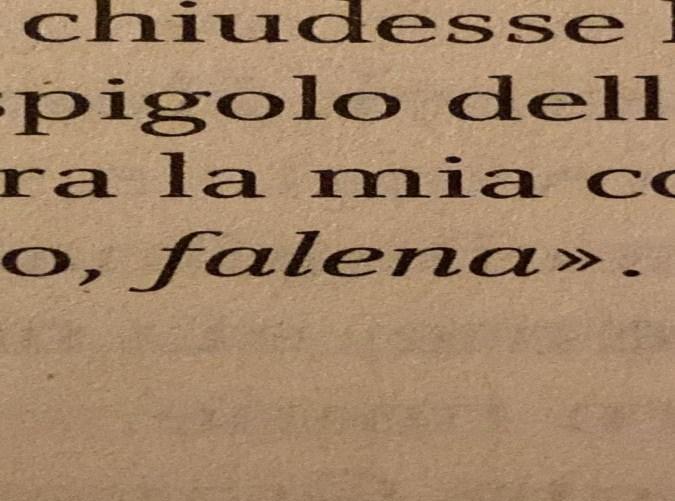 chiudesse
spigolo dell
ra la mia co
o, falena».